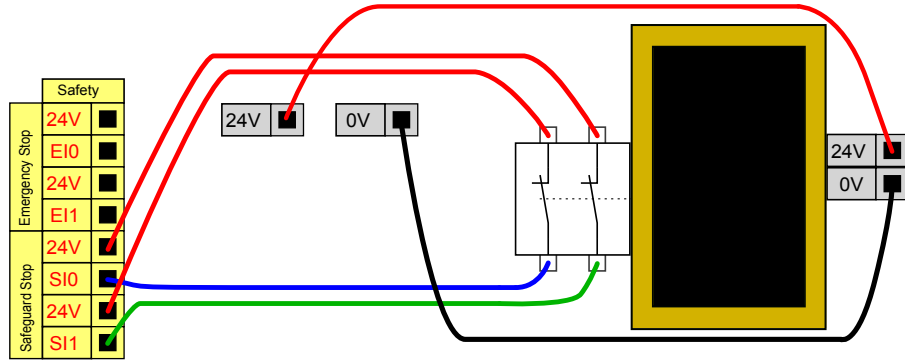 Safety
Emergency Stop
24V
EI0
24V
EI1
Safeguard Stop
24V
SI0
24V
SI1
24V
0V
24V
0V